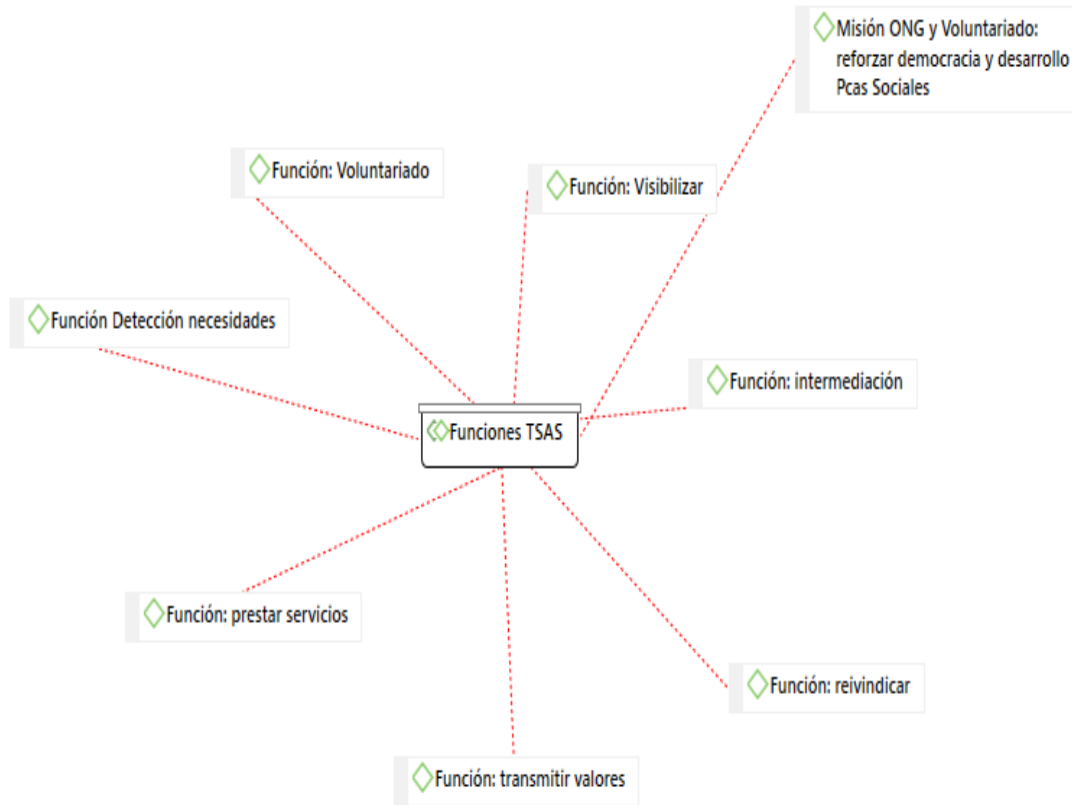 Misión ONG y Voluntariado:
reforzar democracia y desarrollo
Pcas Sociales
Función: Voluntariado
Función: Visibilizar
Función Detección necesidades
Función: intermediación
Funciones TSAS
Función: prestar servicios
Función: reivindicar
Función: transmitir valores